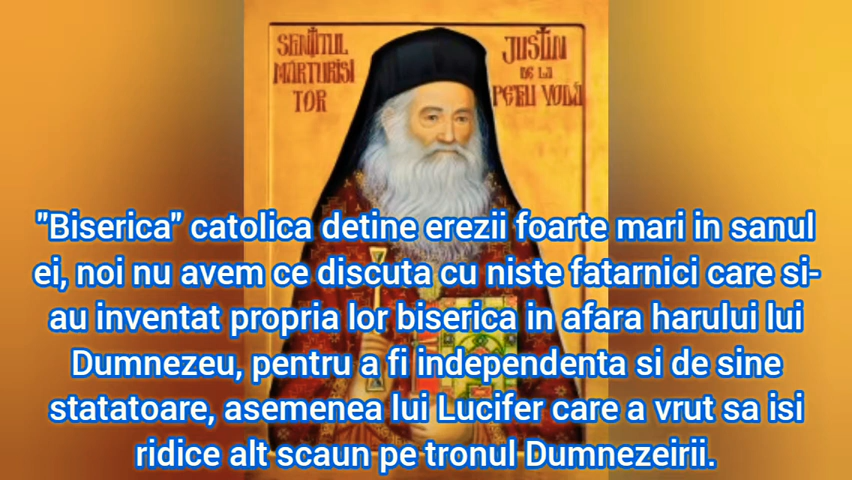 SFINȚITUL
MĂRTURISI
TOR
JUSTIN
DE LA
PETRU VODĂ
"Biserica" catolica detine erezii foarte mari in sanul
ei, noi nu avem ce discuta cu niste fatarnici care si-
au inventat propria lor biserica in afara harului lui
Dumnezeu, pentru a fi independenta si de sine
statatoare, asemenea lui Lucifer care a vrut sa isi
ridice alt scaun pe tronul Dumnezeirii.